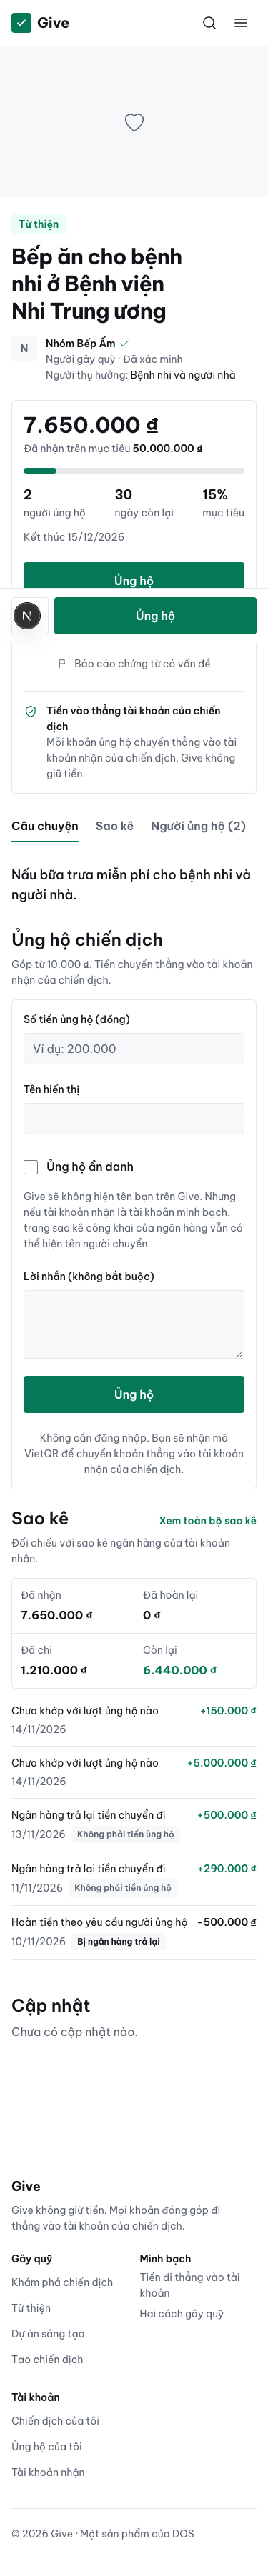 Give
Từ thiện
Bếp ăn cho bệnh
nhi ở Bệnh viện
Nhi Trung ương
N
Nhóm Bếp Ấm
Người gây quỹ · Đã xác minh
Người thụ hưởng: Bệnh nhi và người nhà
7.650.000 ₫
Đã nhận trên mục tiêu 50.000.000 ₫
2
người ủng hộ
30
ngày còn lại
15%
mục tiêu
Kết thúc 15/12/2026
Ủng hộ
N
Ủng hộ
Báo cáo chứng từ có vấn đề
Tiền vào thẳng tài khoản của chiến
dịch
Mỗi khoản ủng hộ chuyển thẳng vào tài
khoản nhận của chiến dịch. Give không
giữ tiền.
Câu chuyện
Sao kê
Người ủng hộ (2)
Nấu bữa trưa miễn phí cho bệnh nhi và
người nhà.
Ủng hộ chiến dịch
Góp từ 10.000 ₫. Tiền chuyển thẳng vào tài khoản
nhận của chiến dịch.
Số tiền ủng hộ (đồng)
Ví dụ: 200.000
Tên hiển thị
Ủng hộ ẩn danh
Give sẽ không hiện tên bạn trên Give. Nhưng
nếu tài khoản nhận là tài khoản minh bạch,
trang sao kê công khai của ngân hàng vẫn có
thể hiện tên người chuyển.
Lời nhắn (không bắt buộc)
Ủng hộ
Không cần đăng nhập. Bạn sẽ nhận mã
VietQR để chuyển khoản thẳng vào tài khoản
nhận của chiến dịch.
Sao kê
Xem toàn bộ sao kê
Đối chiếu với sao kê ngân hàng của tài khoản
nhận.
Đã nhận
7.650.000 ₫
Đã hoàn lại
0 ₫
Đã chi
1.210.000 ₫
Còn lại
6.440.000 ₫
Chưa khớp với lượt ủng hộ nào
+150.000 ₫
14/11/2026
Chưa khớp với lượt ủng hộ nào
+5.000.000 ₫
14/11/2026
Ngân hàng trả lại tiền chuyển đi
+500.000 ₫
13/11/2026
Không phải tiền ủng hộ
Ngân hàng trả lại tiền chuyển đi
+290.000 ₫
11/11/2026
Không phải tiền ủng hộ
Hoàn tiền theo yêu cầu người ủng hộ
−500.000 ₫
10/11/2026
Bị ngân hàng trả lại
Cập nhật
Chưa có cập nhật nào.
Give
Give không giữ tiền. Mọi khoản đóng góp đi
thẳng vào tài khoản của chiến dịch.
Gây quỹ
Khám phá chiến dịch
Từ thiện
Dự án sáng tạo
Tạo chiến dịch
Minh bạch
Tiền đi thẳng vào tài
khoản
Hai cách gây quỹ
Tài khoản
Chiến dịch của tôi
Ủng hộ của tôi
Tài khoản nhận
© 2026 Give · Một sản phẩm của DOS